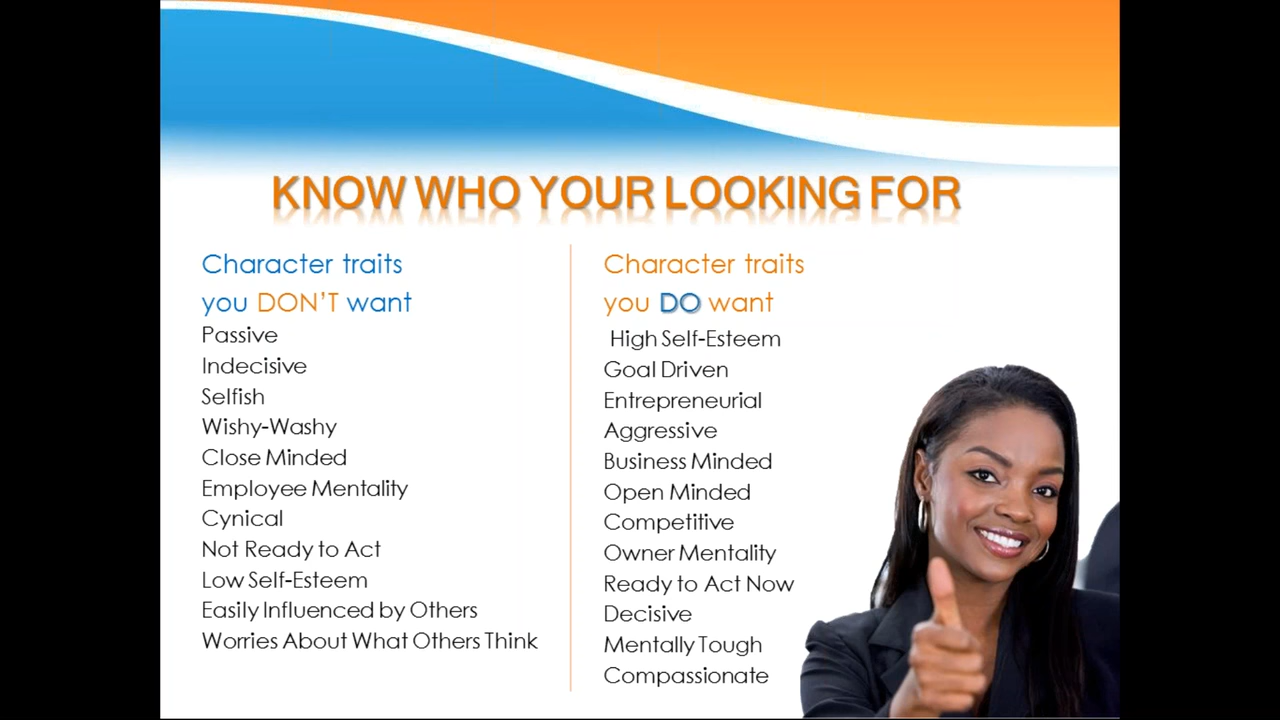 KNOW WHO YOUR LOOKING FOR
Character traits
you DON'T want
Passive
Indecisive
Selfish
Wishy-Washy
Close Minded
Employee Mentality
Cynical
Not Ready to Act
Low Self-Esteem
Easily Influenced by Others
Worries About What Others Think
Character traits
you DO want
High Self-Esteem
Goal Driven
Entrepreneurial
Aggressive
Business Minded
Open Minded
Competitive
Owner Mentality
Ready to Act Now
Decisive
Mentally Tough
Compassionate